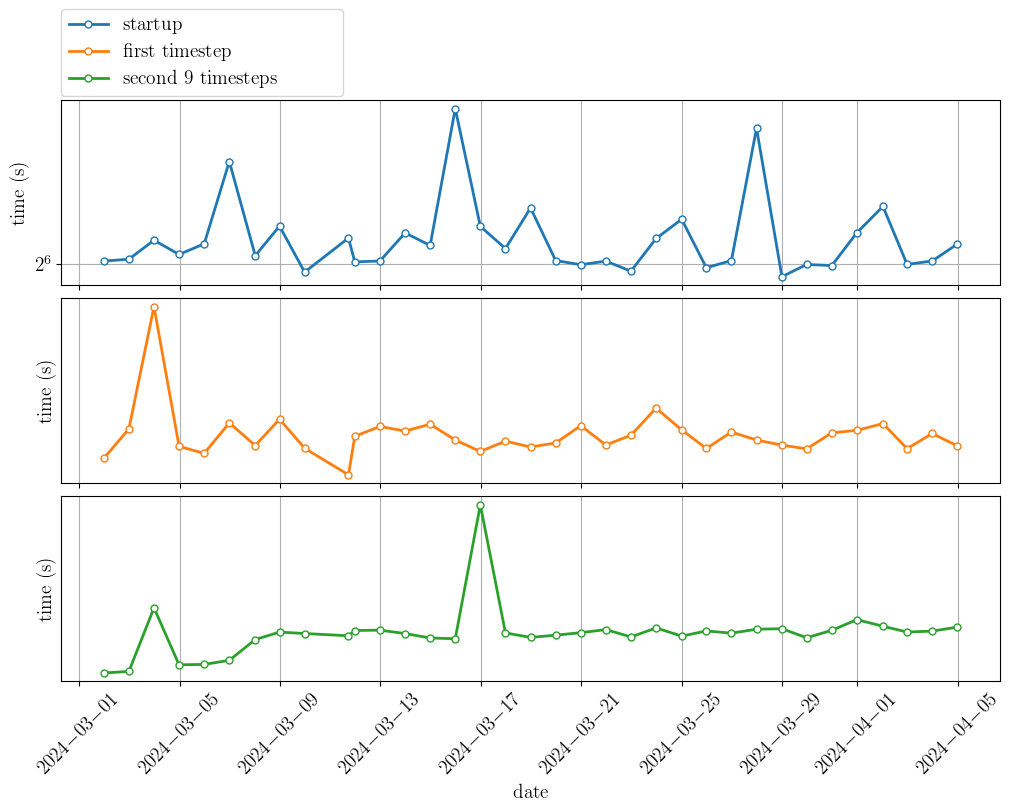 startup
first timestep
second 9 timesteps
time (s)
2⁶
time (s)
time (s)
2024−03−01
2024−03−05
2024−03−09
2024−03−13
2024−03−17
2024−03−21
2024−03−25
2024−03−29
2024−04−01
2024−04−05
date